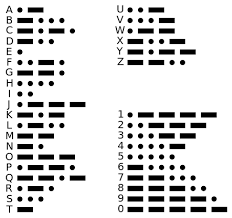 A • ▬
B ▬ • • •
C ▬ • ▬ •
D ▬ • •
E •
F • • ▬ •
G ▬ ▬ •
H • • • •
I • •
J • ▬ ▬ ▬
K ▬ • ▬
L • ▬ • •
M ▬ ▬
N ▬ •
O ▬ ▬ ▬
P • ▬ ▬ •
Q ▬ ▬ • ▬
R • ▬ •
S • • •
T ▬
U • • ▬
V • • • ▬
W • ▬ ▬
X ▬ • • ▬
Y ▬ • ▬ ▬
Z ▬ ▬ • •
1 • ▬ ▬ ▬ ▬
2 • • ▬ ▬ ▬
3 • • • ▬ ▬
4 • • • • ▬
5 • • • • •
6 ▬ • • • •
7 ▬ ▬ • • •
8 ▬ ▬ ▬ • •
9 ▬ ▬ ▬ ▬ •
0 ▬ ▬ ▬ ▬ ▬